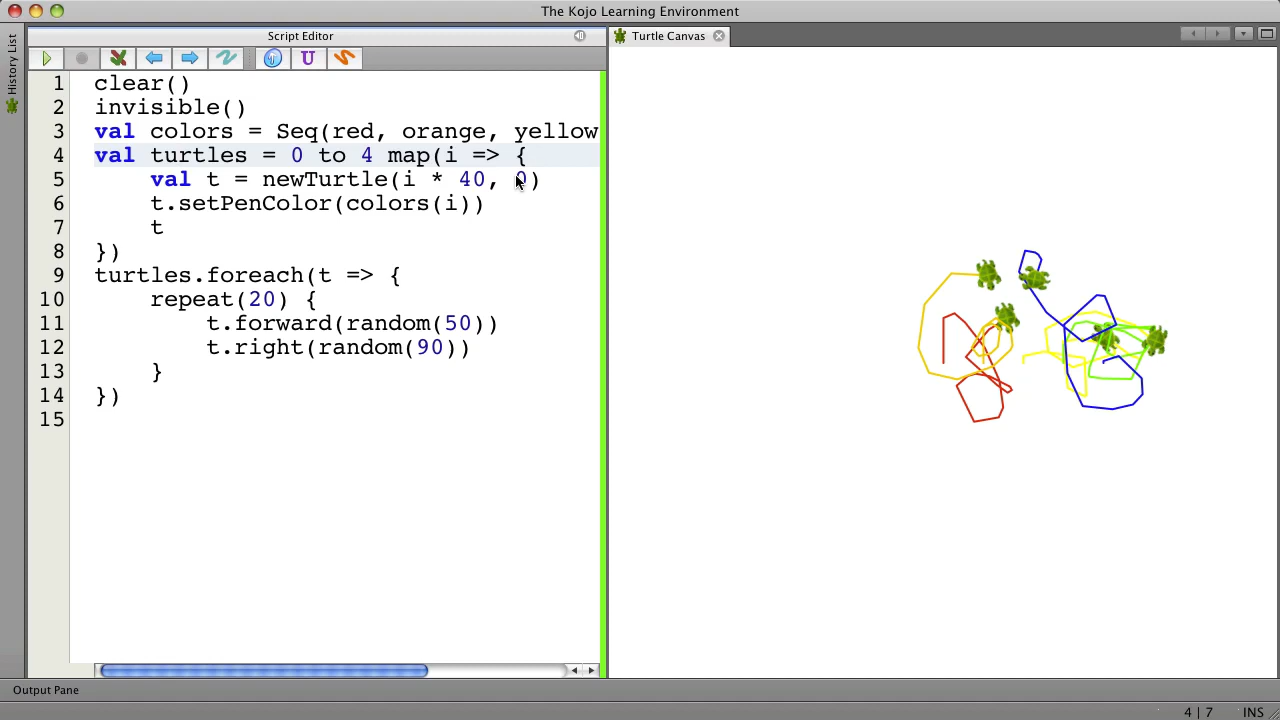 The Kojo Learning Environment
History List
Script Editor
Turtle Canvas
U
1 clear()
2 invisible()
3 val colors = Seq(red, orange, yellow
4 val turtles = 0 to 4 map(i => {
5 val t = newTurtle(i * 40, 0)
6 t.setPenColor(colors(i))
7 t
8 })
9 turtles.foreach(t => {
10 repeat(20) {
11 t.forward(random(50))
12 t.right(random(90))
13 }
14 })
15
Output Pane
4 | 7 INS